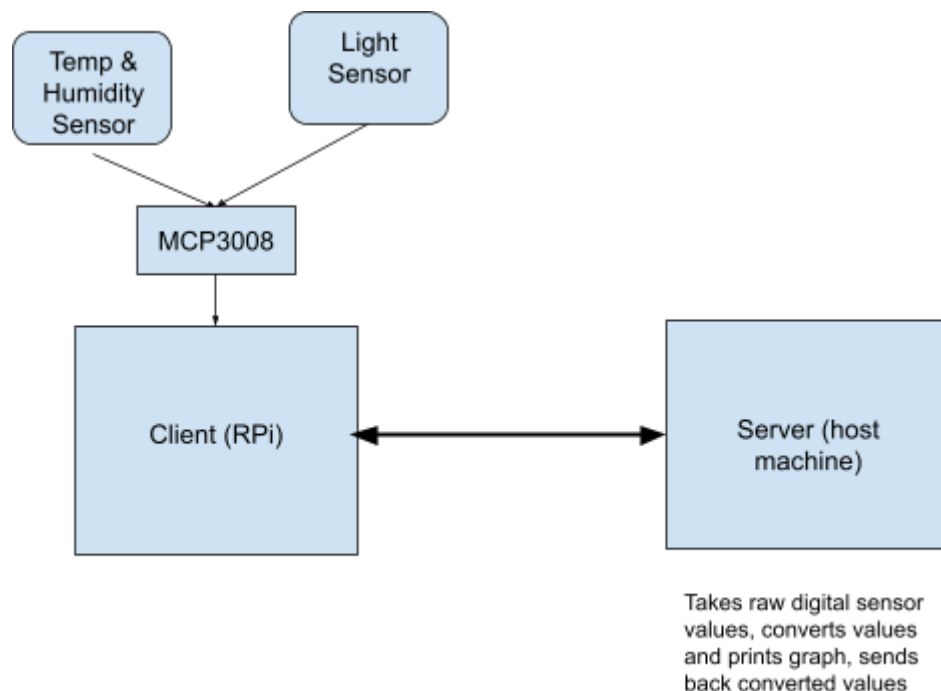 Temp &
Humidity
Sensor
Light
Sensor
MCP3008
Client (RPi)
Server (host
machine)
Takes raw digital sensor
values, converts values
and prints graph, sends
back converted values